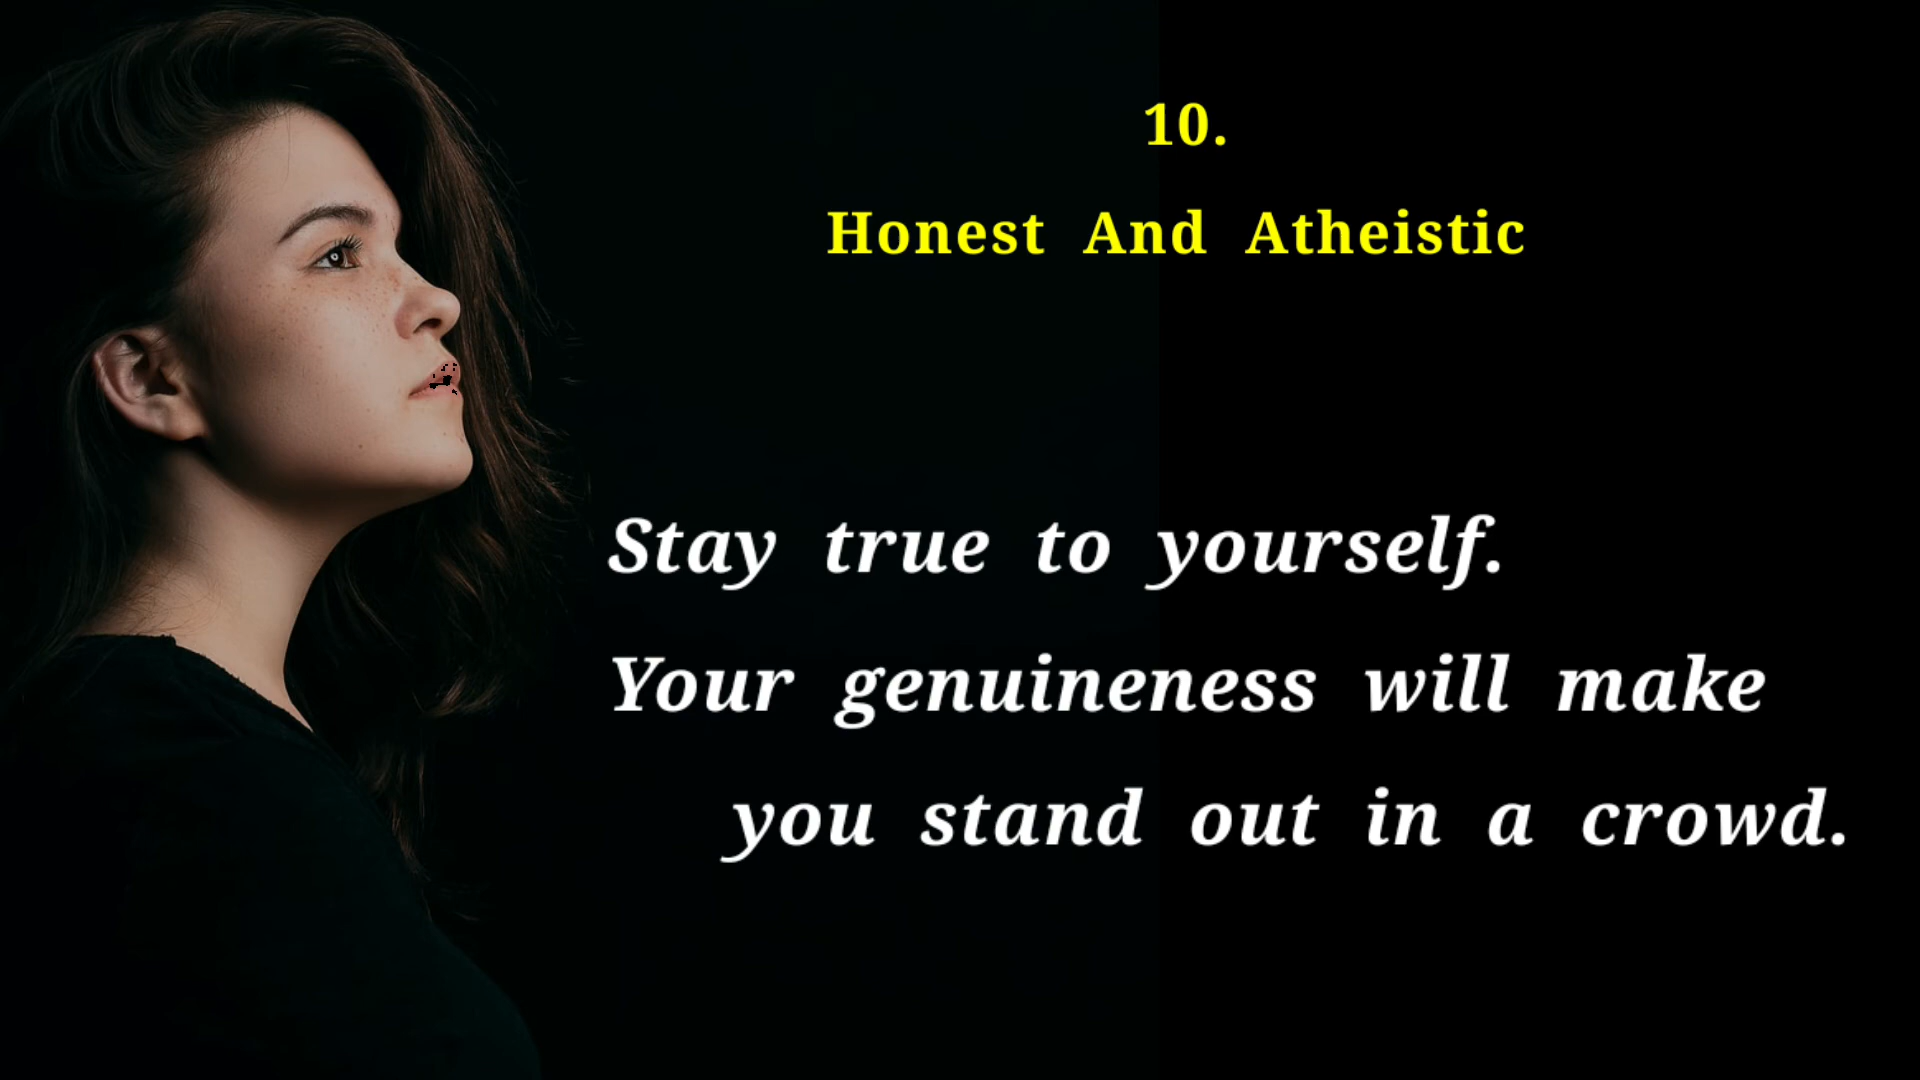 10.
Honest And Atheistic
Stay true to yourself.
Your genuineness will make
you stand out in a crowd.